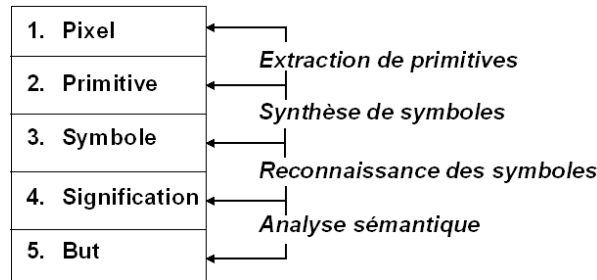 1. Pixel
Extraction de primitives
2. Primitive
Synthèse de symboles
3. Symbole
Reconnaissance des symboles
4. Signification
Analyse sémantique
5. But